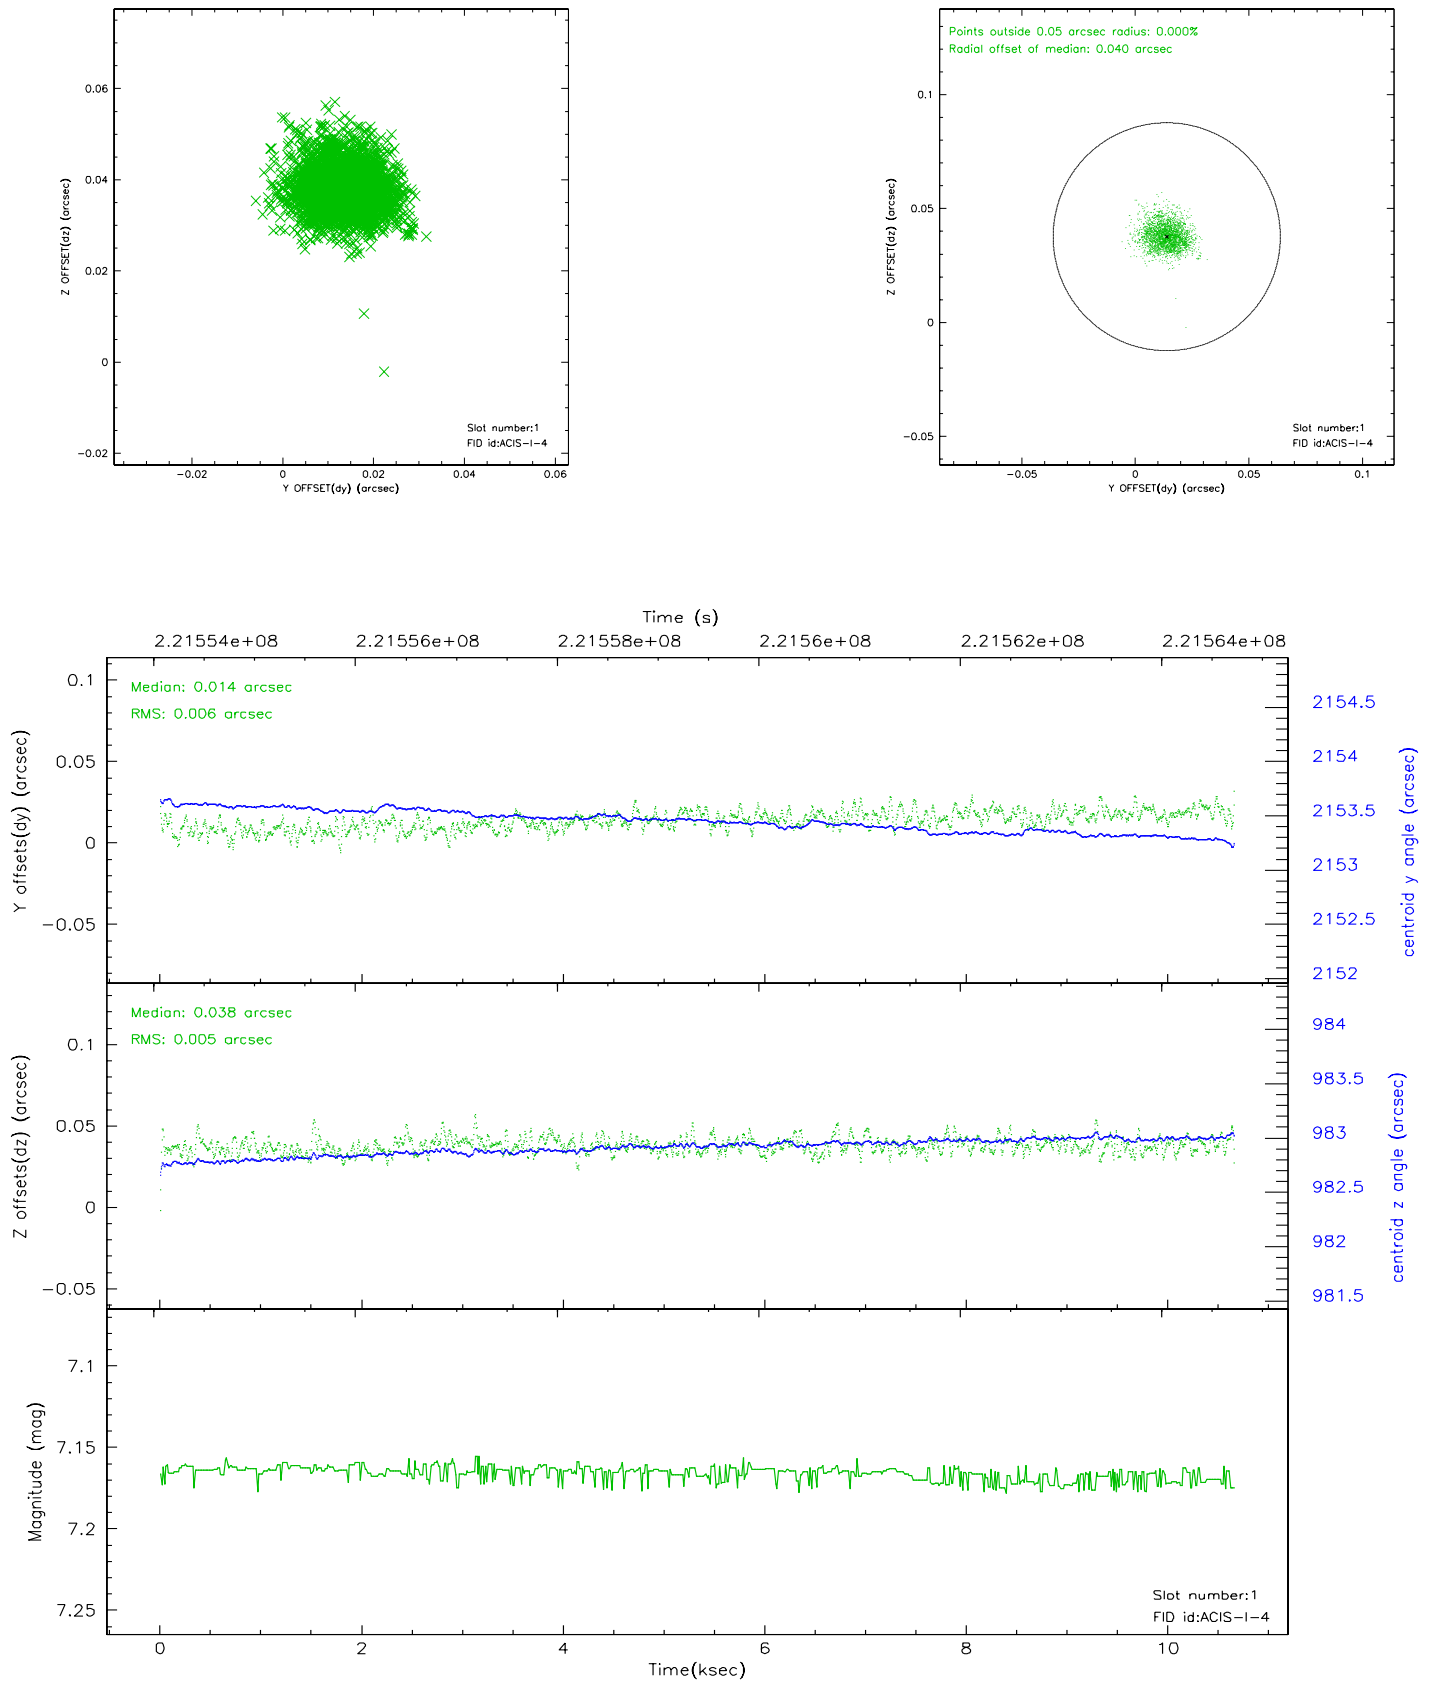 0.06
0.04
0.02
0
-0.02
Z OFFSET(dz) (arcsec)
Slot number:1
FID id:ACIS-I-4
-0.02 0 0.02 0.04 0.06
Y OFFSET(dy) (arcsec)
Points outside 0.05 arcsec radius: 0.000%
Radial offset of median: 0.040 arcsec
0.1
0.05
0
-0.05
Z OFFSET(dz) (arcsec)
Slot number:1
FID id:ACIS-I-4
-0.05 0 0.05 0.1
Y OFFSET(dy) (arcsec)
Time (s)
2.21554e+08 2.21556e+08 2.21558e+08 2.2156e+08 2.21562e+08 2.21564e+08
Median: 0.014 arcsec
RMS: 0.006 arcsec
0.1
0.05
0
-0.05
Y offsets(dy) (arcsec)
2154.5
2154
2153.5
2153
2152.5
2152
centroid y angle (arcsec)
Median: 0.038 arcsec
RMS: 0.005 arcsec
0.1
0.05
0
-0.05
Z offsets(dz) (arcsec)
984
983.5
983
982.5
982
981.5
centroid z angle (arcsec)
7.1
7.15
7.2
7.25
Magnitude (mag)
Slot number:1
FID id:ACIS-I-4
0 2 4 6 8 10
Time(ksec)